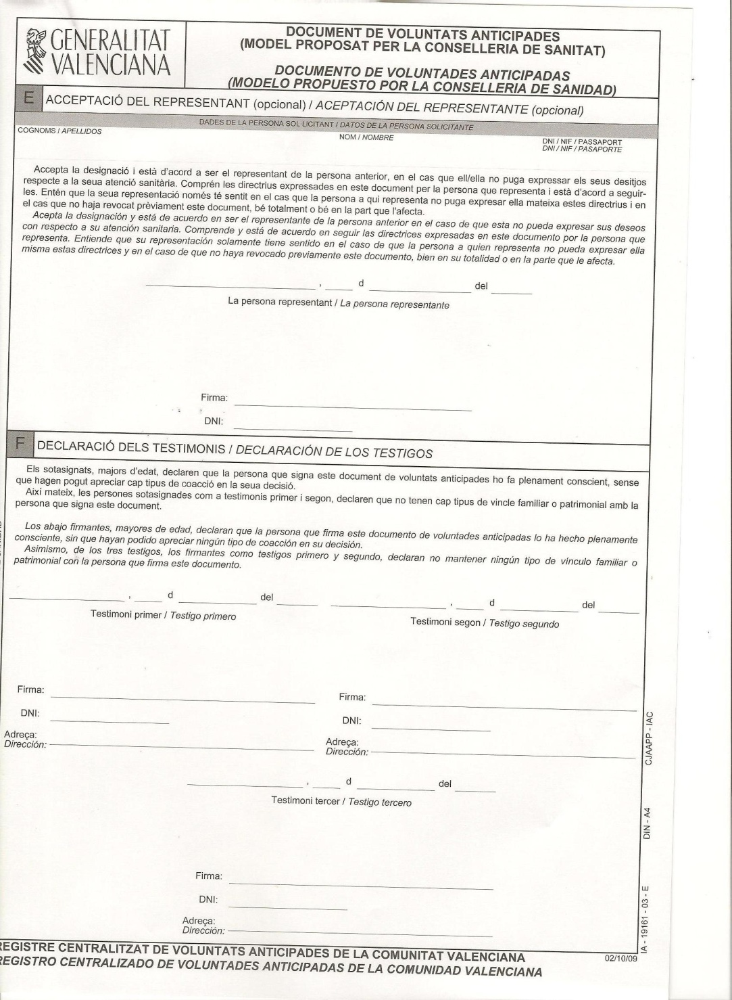 GENERALITAT
VALENCIANA
DOCUMENT DE VOLUNTATS ANTICIPADES
(MODEL PROPOSAT PER LA CONSELLERIA DE SANITAT)
DOCUMENTO DE VOLUNTADES ANTICIPADAS
(MODELO PROPUESTO POR LA CONSELLERIA DE SANIDAD)
E ACCEPTACIÓ DEL REPRESENTANT (opcional) / ACEPTACIÓN DEL REPRESENTANTE (opcional)
DADES DE LA PERSONA SOL·LICITANT / DATOS DE LA PERSONA SOLICITANTE
COGNOMS / APELLIDOS NOM / NOMBRE DNI / NIF / PASSAPORT
DNI / NIF / PASAPORTE
Accepta la designació i està d'acord a ser el representant de la persona anterior, en el cas que ell/ella no puga expressar els seus desitjos
respecte a la seua atenció sanitària. Comprén les directrius expressades en este document per la persona que representa i està d'acord a seguir-
les. Entén que la seua representació només té sentit en el cas que la persona a qui representa no puga expresar ella mateixa estes directrius i en
el cas que no haja revocat prèviament este document, bé totalment o bé en la part que l'afecta.
Acepta la designación y está de acuerdo en ser el representante de la persona anterior en el caso de que esta no pueda expresar sus deseos
con respecto a su atención sanitaria. Comprende y está de acuerdo en seguir las directrices expresadas en este documento por la persona que
representa. Entiende que su representación solamente tiene sentido en el caso de que la persona a quien representa no pueda expresar ella
misma estas directrices y en el caso de que no haya revocado previamente este documento, bien en su totalidad o en la parte que le afecta.
, d del
La persona representant / La persona representante
Firma:
DNI:
F DECLARACIÓ DELS TESTIMONIS / DECLARACIÓN DE LOS TESTIGOS
Els sotasignats, majors d'edat, declaren que la persona que signa este document de voluntats anticipades ho fa plenament conscient, sense
que hagen pogut apreciar cap tipus de coacció en la seua decisió.
Així mateix, les persones sotasignades com a testimonis primer i segon, declaren que no tenen cap tipus de vincle familiar o patrimonial amb la
persona que signa este document.
Los abajo firmantes, mayores de edad, declaran que la persona que firma este documento de voluntades anticipadas lo ha hecho plenamente
consciente, sin que hayan podido apreciar ningún tipo de coacción en su decisión.
Asimismo, de los tres testigos, los firmantes como testigos primero y segundo, declaran no mantener ningún tipo de vínculo familiar o
patrimonial con la persona que firma este documento.
, d del , d del
Testimoni primer / Testigo primero Testimoni segon / Testigo segundo
Firma: Firma:
DNI: DNI:
Adreça: Adreça:
Dirección: Dirección:
, d del
Testimoni tercer / Testigo tercero
Firma:
DNI:
Adreça:
Dirección:
IA - 19161 - 03 - E DIN - A4 CJAAPP - IAC
REGISTRE CENTRALITZAT DE VOLUNTATS ANTICIPADES DE LA COMUNITAT VALENCIANA 02/10/09
REGISTRO CENTRALIZADO DE VOLUNTADES ANTICIPADAS DE LA COMUNIDAD VALENCIANA